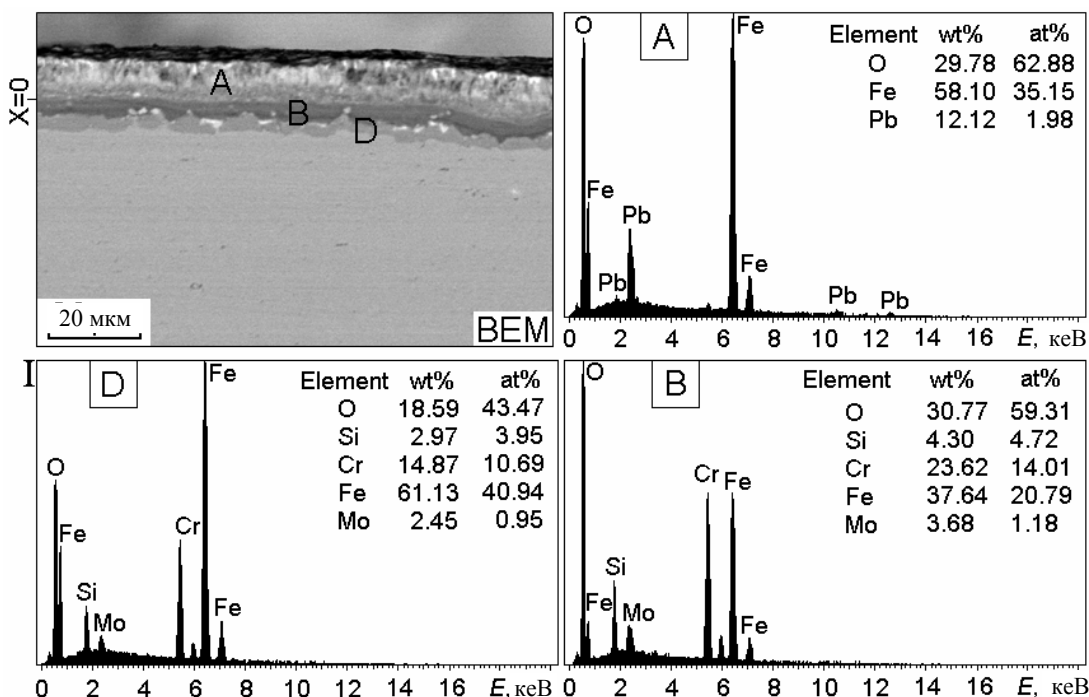 X=0
A
B
D
20 мкм
BEM
A
Element wt% at%
O 29.78 62.88
Fe 58.10 35.15
Pb 12.12 1.98
O
Fe
Pb
Pb
Fe
Fe
Pb
Pb
0 2 4 6 8 10 12 14 16 E, кеВ
I
D
Element wt% at%
O 18.59 43.47
Si 2.97 3.95
Cr 14.87 10.69
Fe 61.13 40.94
Mo 2.45 0.95
O
Fe
Si
Mo
Cr
Fe
Fe
0 2 4 6 8 10 12 14 16 E, кеВ
B
Element wt% at%
O 30.77 59.31
Si 4.30 4.72
Cr 23.62 14.01
Fe 37.64 20.79
Mo 3.68 1.18
O
Fe
Si
Mo
Cr
Fe
Fe
0 2 4 6 8 10 12 14 16 E, кеВ